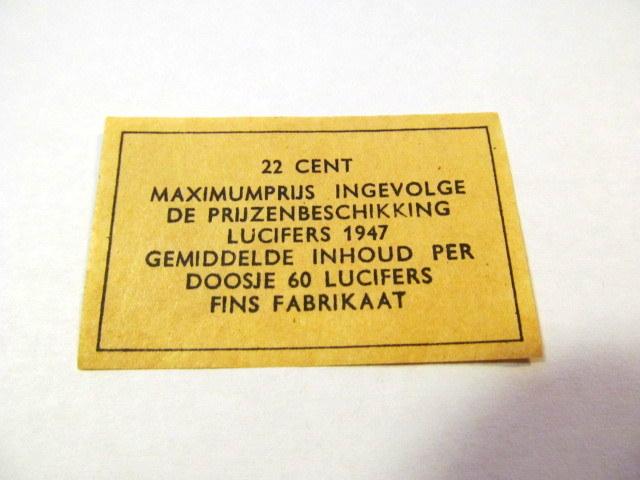 22 CENT
MAXIMUMPRIJS INGEVOLGE
DE PRIJZENBESCHIKKING
LUCIFERS 1947
GEMIDDELDE INHOUD PER
DOOSJE 60 LUCIFERS
FINS FABRIKAAT